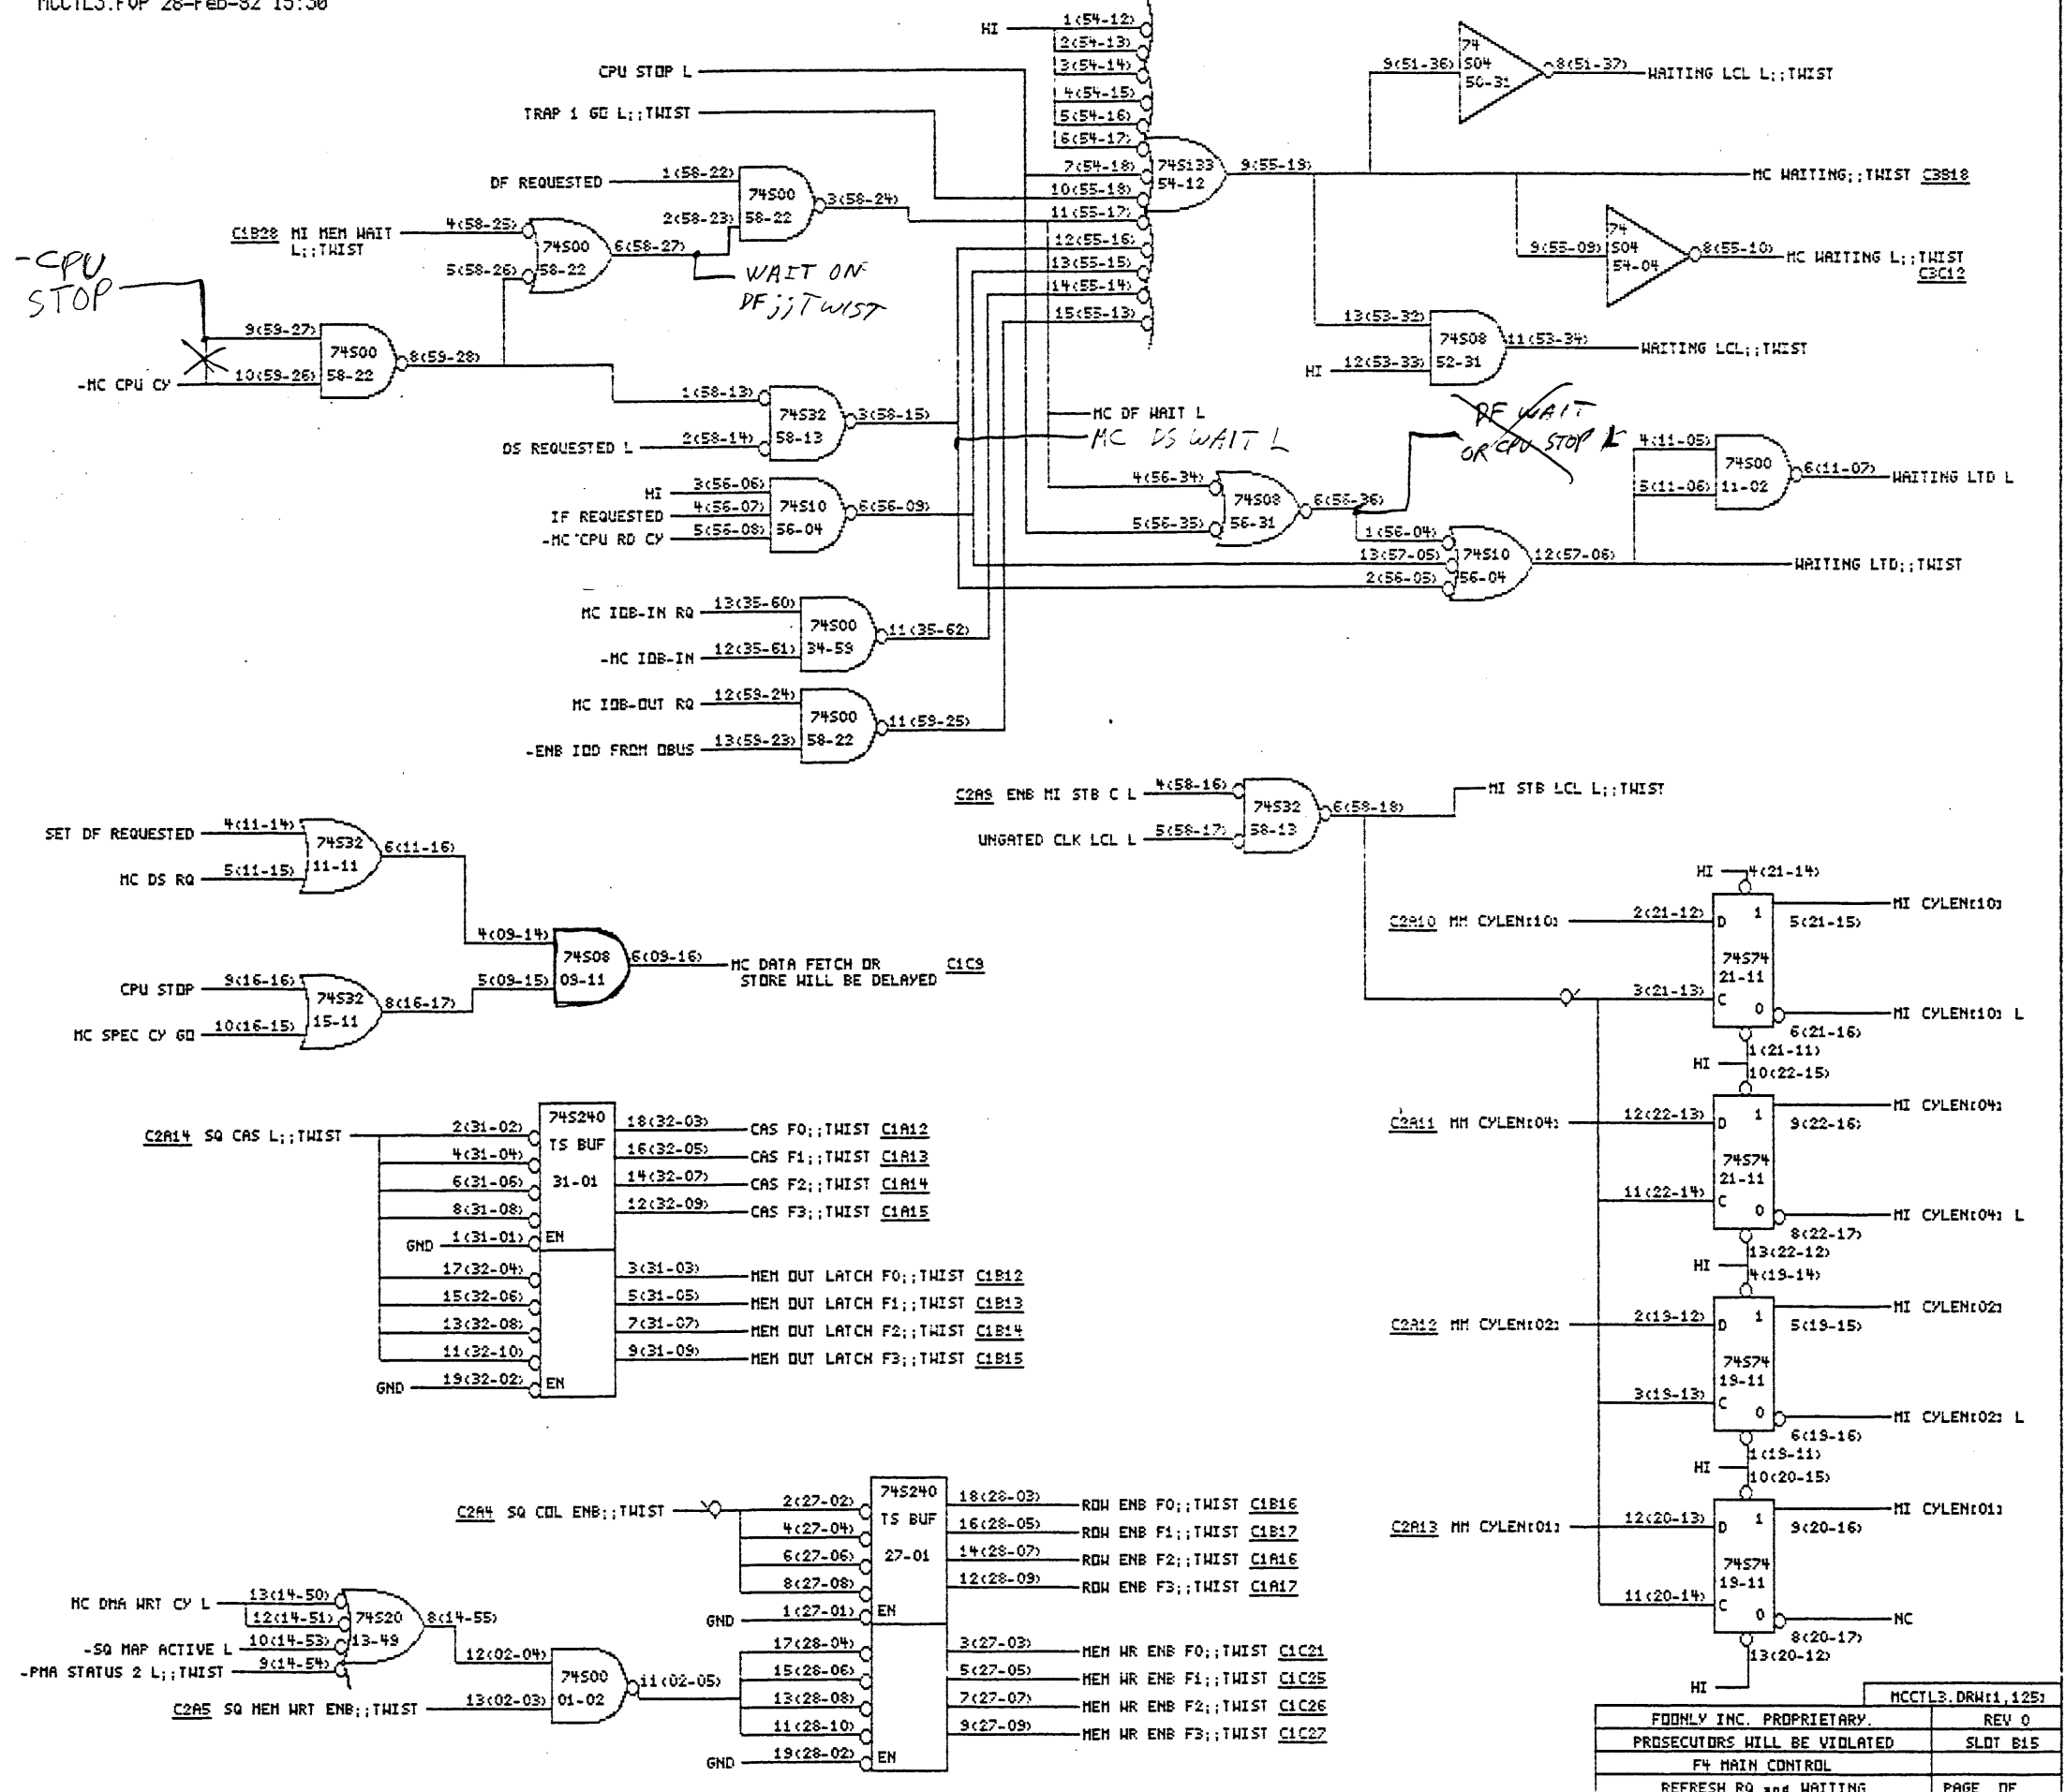 MCCTL3.FVP 28-Feb-82 15:30
HI
1(54-12)
2(54-13)
3(54-14)
4(54-15)
5(54-16)
6(54-17)
CPU STOP L
7(54-18)
TRAP 1 GO L;;TWIST
10(55-18)
11(55-17)
12(55-16)
13(55-15)
14(55-14)
15(55-13)
74S133
54-12
9(55-19)
9(51-36)
74
S04
50-31
8(51-37)
WAITING LCL L;;TWIST
MC WAITING;;TWIST C3B18
9(55-09)
74
S04
54-04
8(55-10)
MC WAITING L;;TWIST
C3C12
13(53-32)
HI
12(53-33)
74S08
52-31
11(53-34)
WAITING LCL;;TWIST
DF REQUESTED
1(58-22)
2(58-23)
74S00
58-22
3(58-24)
C1B28 MI MEM WAIT
L;;TWIST
4(58-25)
5(58-26)
74S00
58-22
6(58-27)
WAIT ON
DF;;TWIST
-CPU
STOP
9(59-27)
-MC CPU CY
10(59-26)
74S00
58-22
8(59-28)
1(58-13)
DS REQUESTED L
2(58-14)
74S32
58-13
3(58-15)
MC DF WAIT L
MC DS WAIT L
DF WAIT
OR CPU STOP L
HI
3(56-06)
IF REQUESTED
4(56-07)
-MC CPU RD CY
5(56-08)
74S10
56-04
6(56-09)
4(56-34)
5(56-35)
74S08
56-31
6(56-36)
1(56-04)
13(57-05)
2(56-05)
74S10
56-04
12(57-06)
4(11-05)
5(11-06)
74S00
11-02
6(11-07)
WAITING LTD L
WAITING LTD;;TWIST
MC IOB-IN RQ
13(35-60)
-MC IOB-IN
12(35-61)
74S00
34-59
11(35-62)
MC IOB-OUT RQ
12(59-24)
-ENB IOD FROM OBUS
13(59-23)
74S00
58-22
11(59-25)
C2A9 ENB MI STB C L
4(58-16)
UNGATED CLK LCL L
5(58-17)
74S32
58-13
6(58-18)
MI STB LCL L;;TWIST
SET DF REQUESTED
4(11-14)
MC DS RQ
5(11-15)
74S32
11-11
6(11-16)
CPU STOP
9(16-16)
MC SPEC CY GO
10(16-15)
74S32
15-11
8(16-17)
4(09-14)
5(09-15)
74S08
09-11
6(09-16)
MC DATA FETCH OR C1C9
STORE WILL BE DELAYED
HI
4(21-14)
C2A10 MM CYLEN[10]
2(21-12)
D 1
74S74
21-11
3(21-13)
C 0
5(21-15)
MI CYLEN[10]
6(21-16)
MI CYLEN[10] L
1(21-11)
HI
10(22-15)
C2A11 MM CYLEN[04]
12(22-13)
D 1
74S74
21-11
11(22-14)
C 0
9(22-16)
MI CYLEN[04]
8(22-17)
MI CYLEN[04] L
13(22-12)
HI
4(19-14)
C2A12 MM CYLEN[02]
2(19-12)
D 1
74S74
19-11
3(19-13)
C 0
5(19-15)
MI CYLEN[02]
6(19-16)
MI CYLEN[02] L
1(19-11)
HI
10(20-15)
C2A13 MM CYLEN[01]
12(20-13)
D 1
74S74
19-11
11(20-14)
C 0
9(20-16)
MI CYLEN[01]
8(20-17)
NC
13(20-12)
HI
C2A14 SQ CAS L;;TWIST
2(31-02)
4(31-04)
6(31-06)
8(31-08)
GND
1(31-01)
EN
74S240
TS BUF
31-01
18(32-03)
CAS F0;;TWIST C1A12
16(32-05)
CAS F1;;TWIST C1A13
14(32-07)
CAS F2;;TWIST C1A14
12(32-09)
CAS F3;;TWIST C1A15
17(32-04)
15(32-06)
13(32-08)
11(32-10)
GND
19(32-02)
EN
3(31-03)
MEM OUT LATCH F0;;TWIST C1B12
5(31-05)
MEM OUT LATCH F1;;TWIST C1B13
7(31-07)
MEM OUT LATCH F2;;TWIST C1B14
9(31-09)
MEM OUT LATCH F3;;TWIST C1B15
C2A4 SQ COL ENB;;TWIST
2(27-02)
4(27-04)
6(27-06)
8(27-08)
GND
1(27-01)
EN
74S240
TS BUF
27-01
18(28-03)
ROW ENB F0;;TWIST C1B16
16(28-05)
ROW ENB F1;;TWIST C1B17
14(28-07)
ROW ENB F2;;TWIST C1A16
12(28-09)
ROW ENB F3;;TWIST C1A17
MC DMA WRT CY L
13(14-50)
12(14-51)
-SQ MAP ACTIVE L
10(14-53)
-PMA STATUS 2 L;;TWIST
9(14-54)
74S20
13-49
8(14-55)
12(02-04)
C2A5 SQ MEM WRT ENB;;TWIST
13(02-03)
74S00
01-02
11(02-05)
17(28-04)
15(28-06)
13(28-08)
11(28-10)
GND
19(28-02)
EN
3(27-03)
MEM WR ENB F0;;TWIST C1C21
5(27-05)
MEM WR ENB F1;;TWIST C1C25
7(27-07)
MEM WR ENB F2;;TWIST C1C26
9(27-09)
MEM WR ENB F3;;TWIST C1C27
MCCTL3.DRW[1,125]
FOONLY INC. PROPRIETARY.
REV 0
PROSECUTORS WILL BE VIOLATED
SLOT B15
F4 MAIN CONTROL
REFRESH RQ and WAITING
PAGE OF